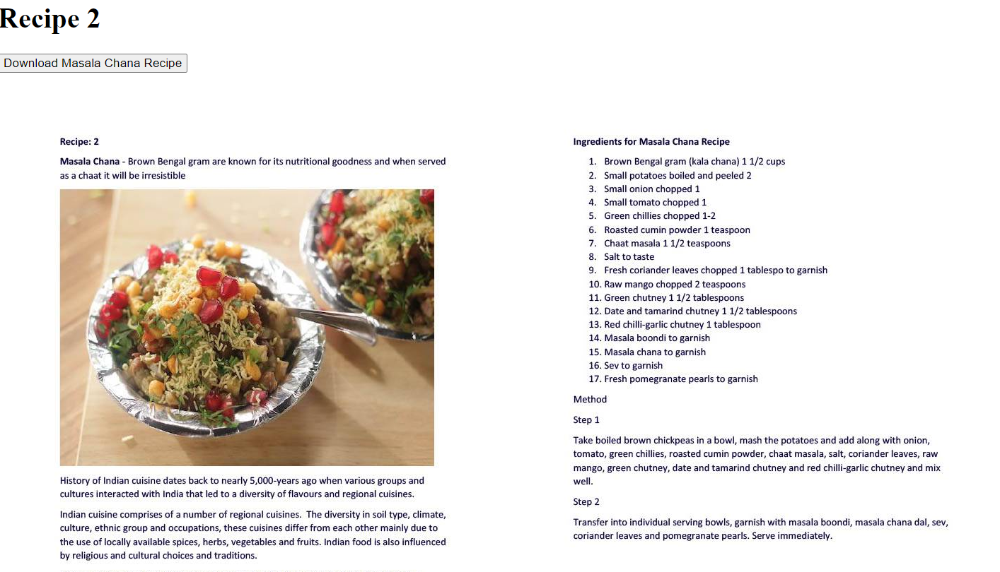 Recipe 2
Download Masala Chana Recipe
Recipe: 2
Masala Chana - Brown Bengal gram are known for its nutritional goodness and when served
as a chaat it will be irresistible
History of Indian cuisine dates back to nearly 5,000-years ago when various groups and
cultures interacted with India that led to a diversity of flavours and regional cuisines.
Indian cuisine comprises of a number of regional cuisines.  The diversity in soil type, climate,
culture, ethnic group and occupations, these cuisines differ from each other mainly due to
the use of locally available spices, herbs, vegetables and fruits. Indian food is also influenced
by religious and cultural choices and traditions.
Ingredients for Masala Chana Recipe
1. Brown Bengal gram (kala chana) 1 1/2 cups
2. Small potatoes boiled and peeled 2
3. Small onion chopped 1
4. Small tomato chopped 1
5. Green chillies chopped 1-2
6. Roasted cumin powder 1 teaspoon
7. Chaat masala 1 1/2 teaspoons
8. Salt to taste
9. Fresh coriander leaves chopped 1 tablespo to garnish
10. Raw mango chopped 2 teaspoons
11. Green chutney 1 1/2 tablespoons
12. Date and tamarind chutney 1 1/2 tablespoons
13. Red chilli-garlic chutney 1 tablespoon
14. Masala boondi to garnish
15. Masala chana to garnish
16. Sev to garnish
17. Fresh pomegranate pearls to garnish
Method
Step 1
Take boiled brown chickpeas in a bowl, mash the potatoes and add along with onion,
tomato, green chillies, roasted cumin powder, chaat masala, salt, coriander leaves, raw
mango, green chutney, date and tamarind chutney and red chilli-garlic chutney and mix
well.
Step 2
Transfer into individual serving bowls, garnish with masala boondi, masala chana dal, sev,
coriander leaves and pomegranate pearls. Serve immediately.